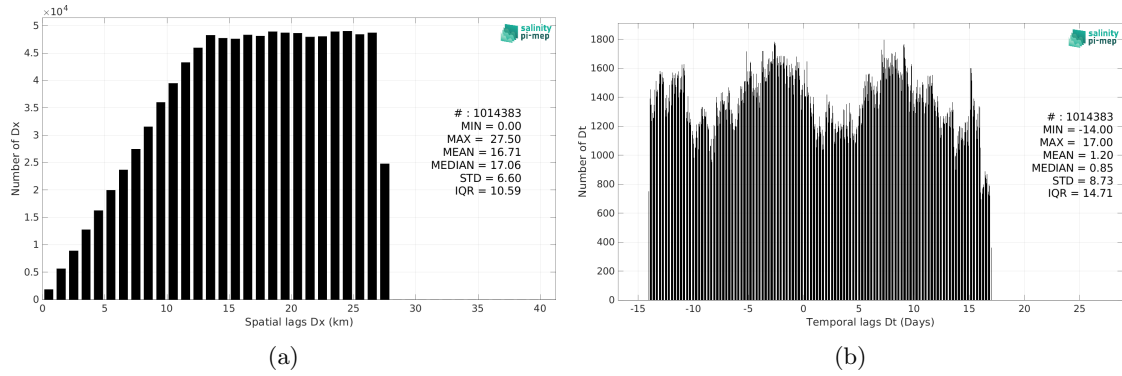 ×10^4
5
4.5
4
3.5
3
2.5
2
1.5
1
0.5
0
Number of Dx
salinity
pi-mep
# : 1014383
MIN = 0.00
MAX = 27.50
MEAN = 16.71
MEDIAN = 17.06
STD = 6.60
IQR = 10.59
0 5 10 15 20 25 30 35 40
Spatial lags Dx (km)
(a)
1800
1600
1400
1200
1000
800
600
400
200
0
Number of Dt
salinity
pi-mep
# : 1014383
MIN = -14.00
MAX = 17.00
MEAN = 1.20
MEDIAN = 0.85
STD = 8.73
IQR = 14.71
-15 -10 -5 0 5 10 15 20 25
Temporal lags Dt (Days)
(b)